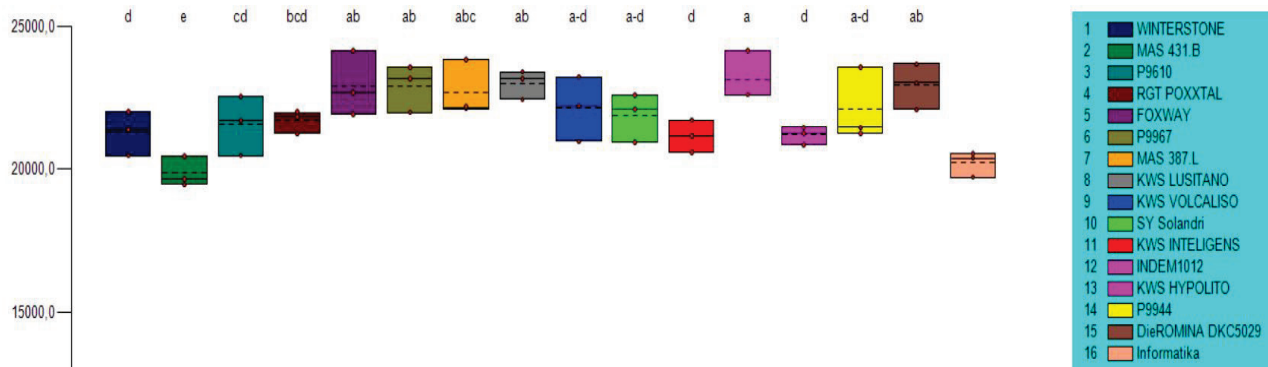 d e cd bcd ab ab abc ab a-d a-d d a d a-d ab
25000,0
20000,0
15000,0
1 WINTERSTONE
2 MAS 431.B
3 P9610
4 RGT POXXTAL
5 FOXWAY
6 P9967
7 MAS 387.L
8 KWS LUSITANO
9 KWS VOLCALISO
10 SY Solandri
11 KWS INTELIGENS
12 INDEM1012
13 KWS HYPOLITO
14 P9944
15 DieROMINA DKC5029
16 Informatika